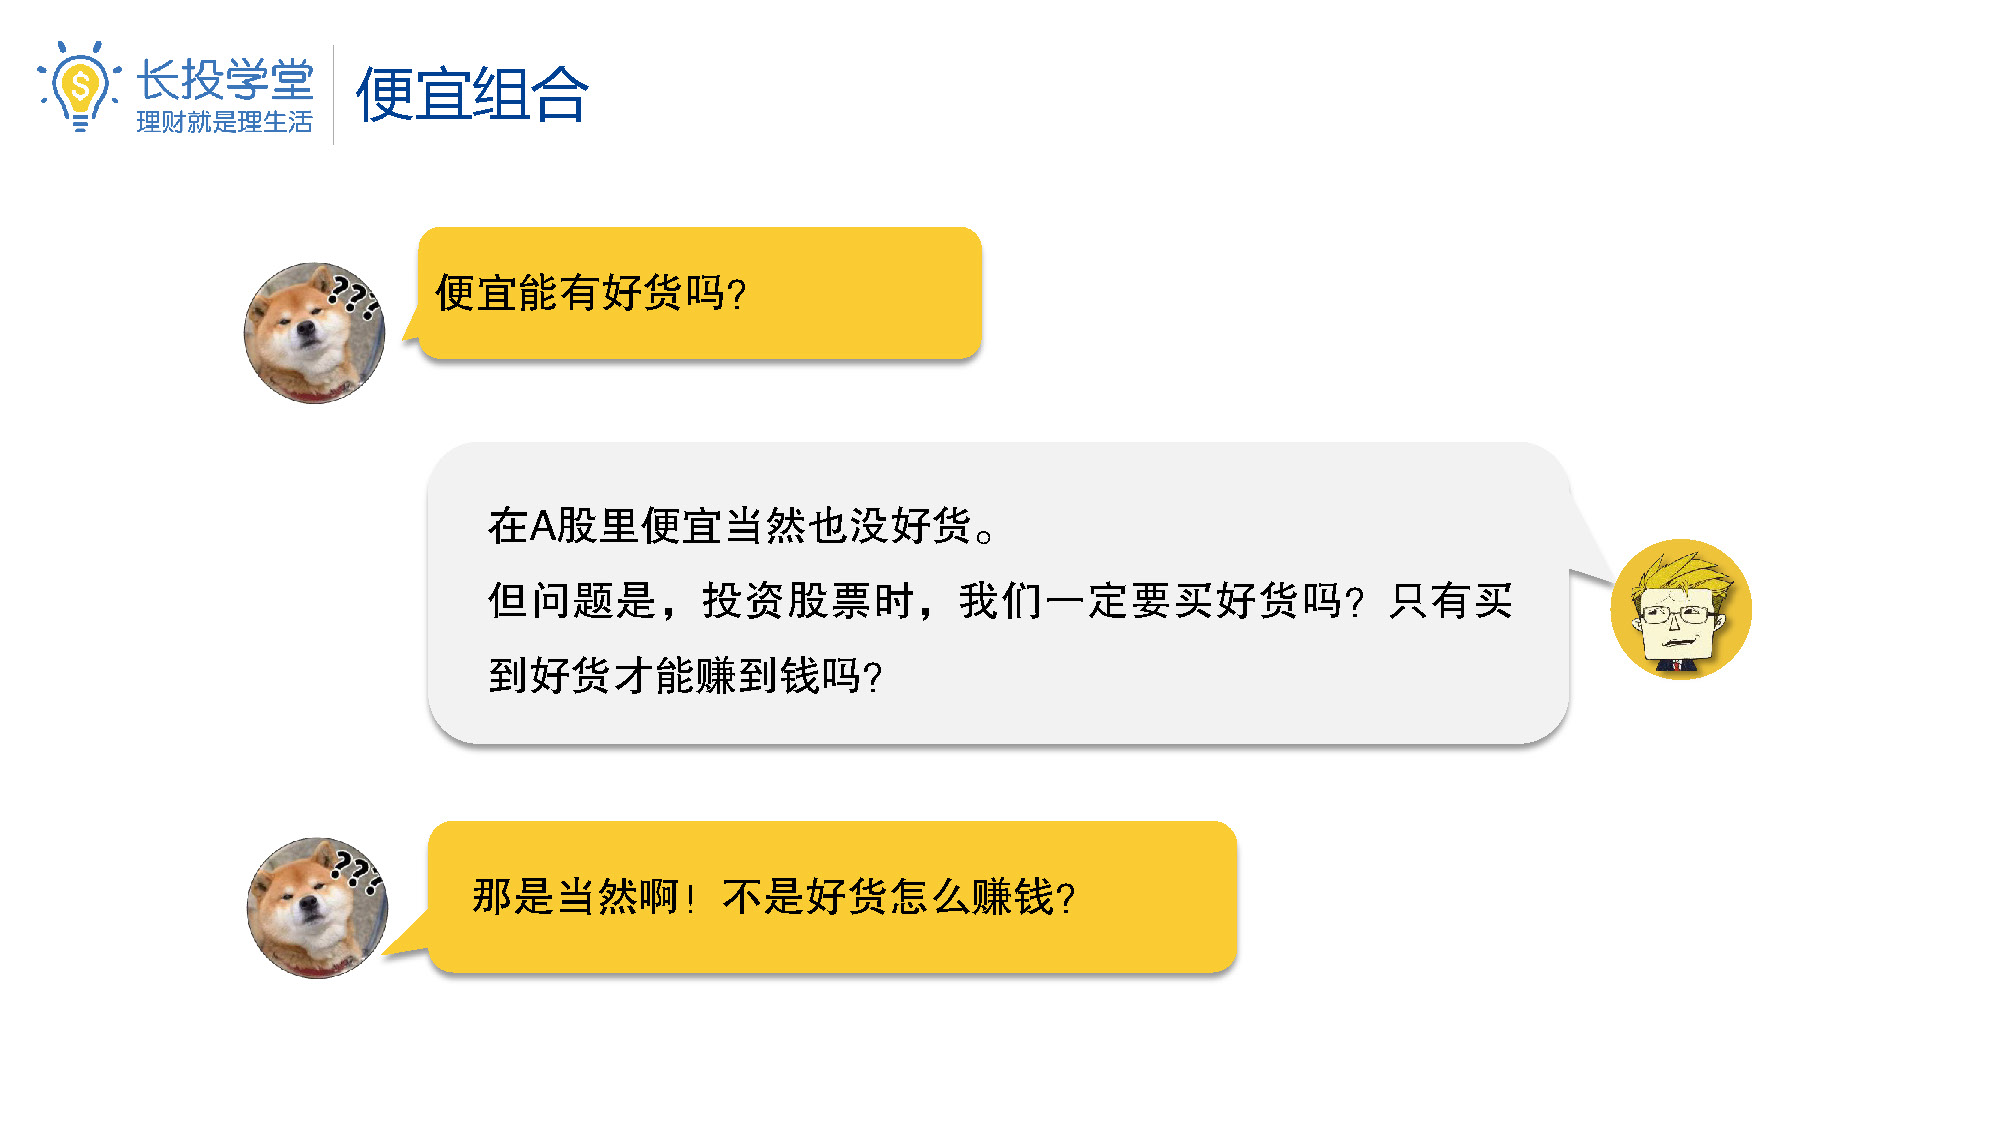 长投学堂
理财就是理生活
便宜组合
???
便宜能有好货吗？
在A股里便宜当然也没好货。
但问题是，投资股票时，我们一定要买好货吗？只有买
到好货才能赚到钱吗？
???
那是当然啊！不是好货怎么赚钱？